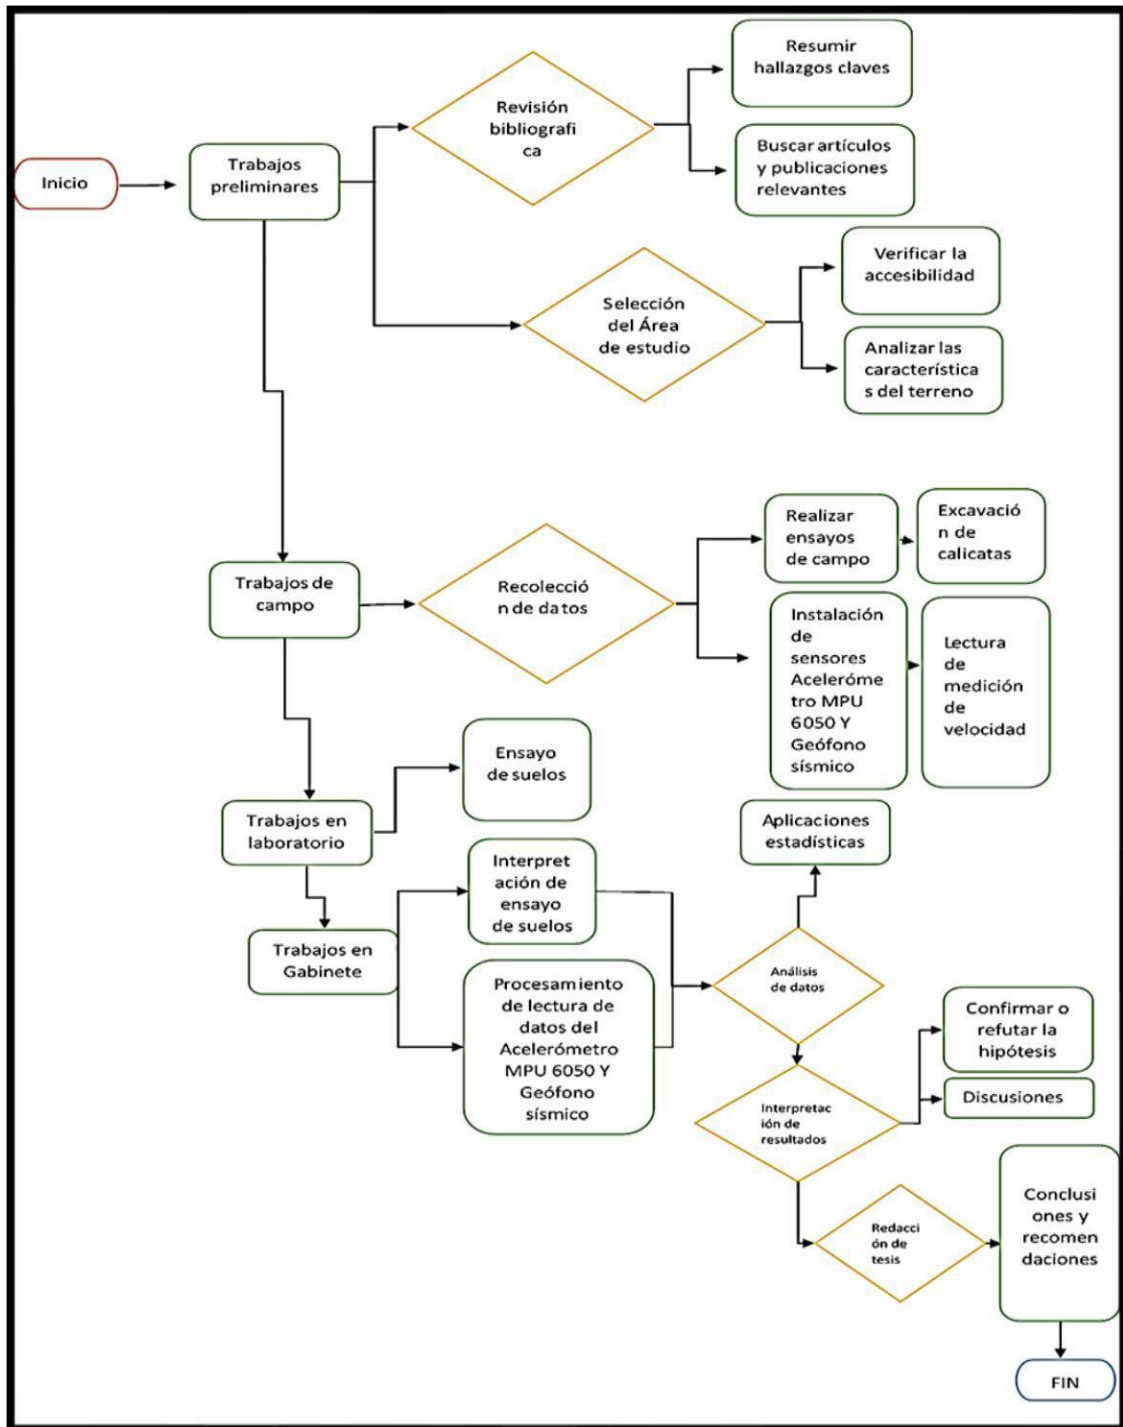 Inicio
Trabajos
preliminares
Revisión
bibliografi
ca
Resumir
hallazgos claves
Buscar artículos
y publicaciones
relevantes
Selección
del Área
de estudio
Verificar la
accesibilidad
Analizar las
característica
s del terreno
Trabajos de
campo
Recolecció
n de datos
Realizar
ensayos
de campo
Excavació
n de
calicatas
Instalación
de
sensores
Aceleróme
tro MPU
6050 Y
Geófono
sísmico
Lectura
de
medición
de
velocidad
Trabajos en
laboratorio
Ensayo
de suelos
Trabajos en
Gabinete
Interpret
ación de
ensayo
de suelos
Procesamiento
de lectura de
datos del
Acelerómetro
MPU 6050 Y
Geófono
sísmico
Aplicaciones
estadísticas
Análisis
de datos
Interpretac
ión de
resultados
Confirmar o
refutar la
hipótesis
Discusiones
Redacci
ón de
tesis
Conclusi
ones y
recomen
daciones
FIN